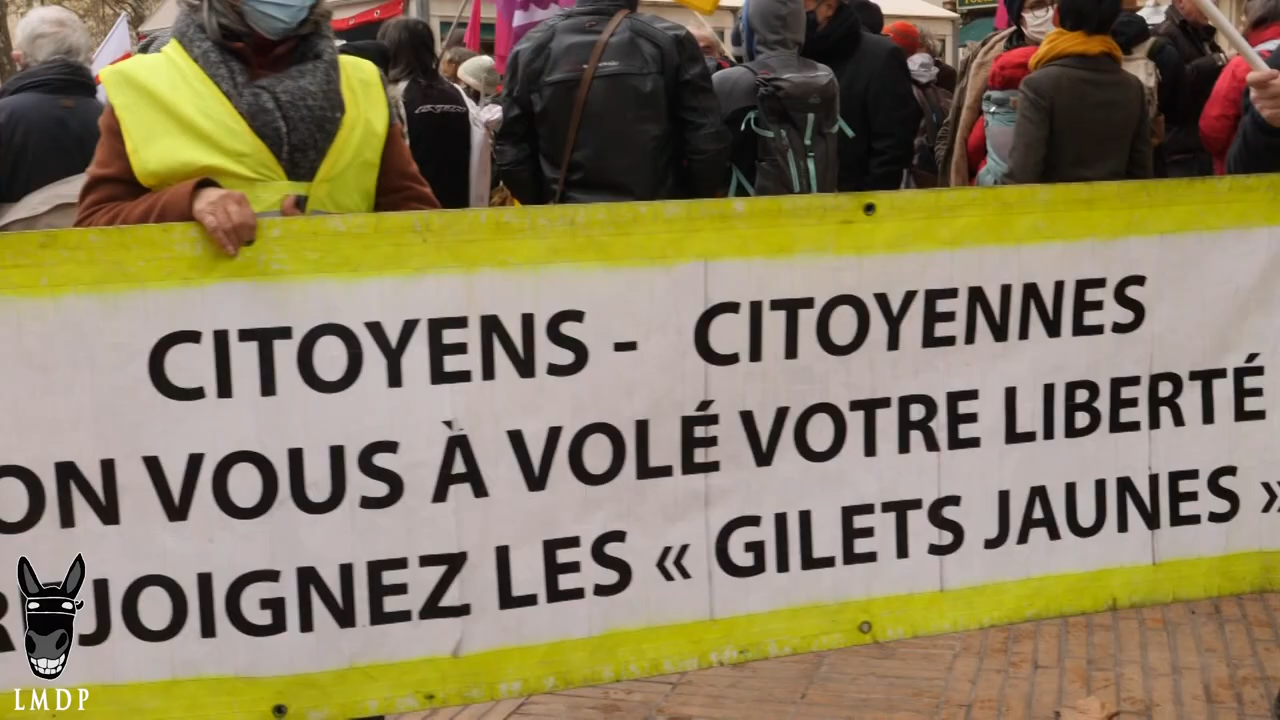 CITOYENS - CITOYENNES
ON VOUS À VOLÉ VOTRE LIBERTÉ
R JOIGNEZ LES « GILETS JAUNES »
LMDP